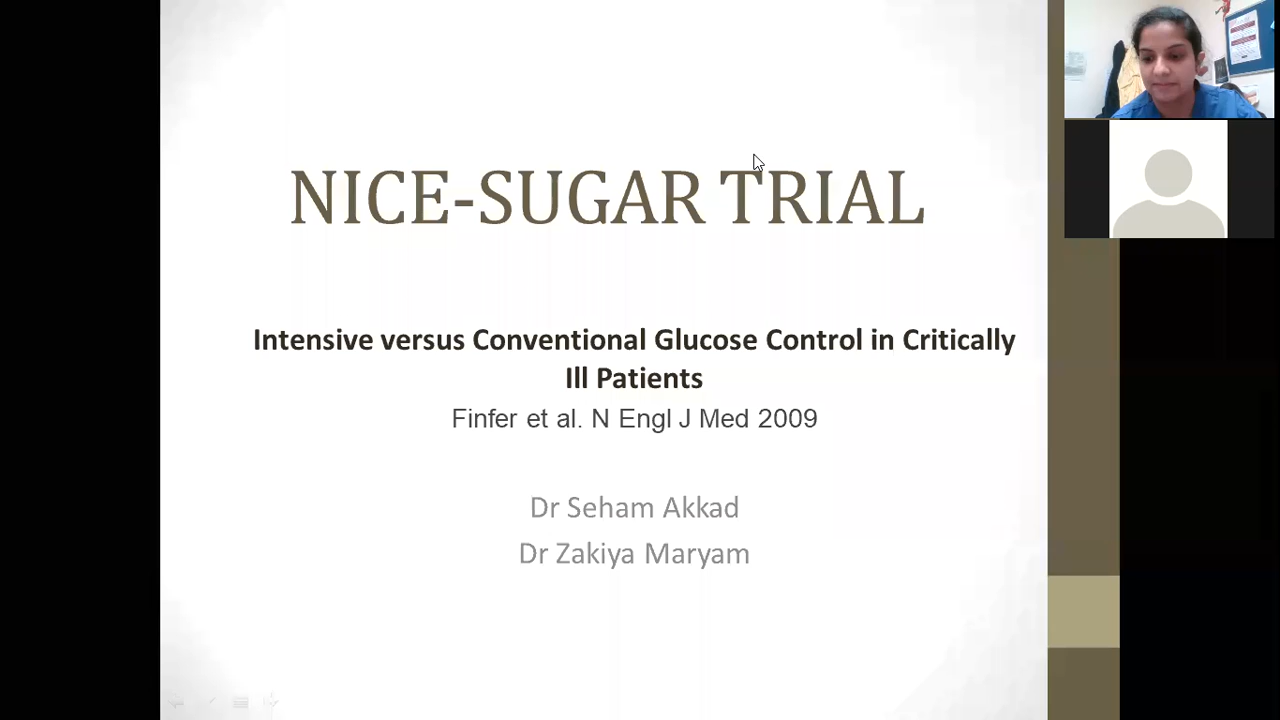 NICE-SUGAR TRIAL
Intensive versus Conventional Glucose Control in Critically
Ill Patients
Finfer et al. N Engl J Med 2009
Dr Seham Akkad
Dr Zakiya Maryam